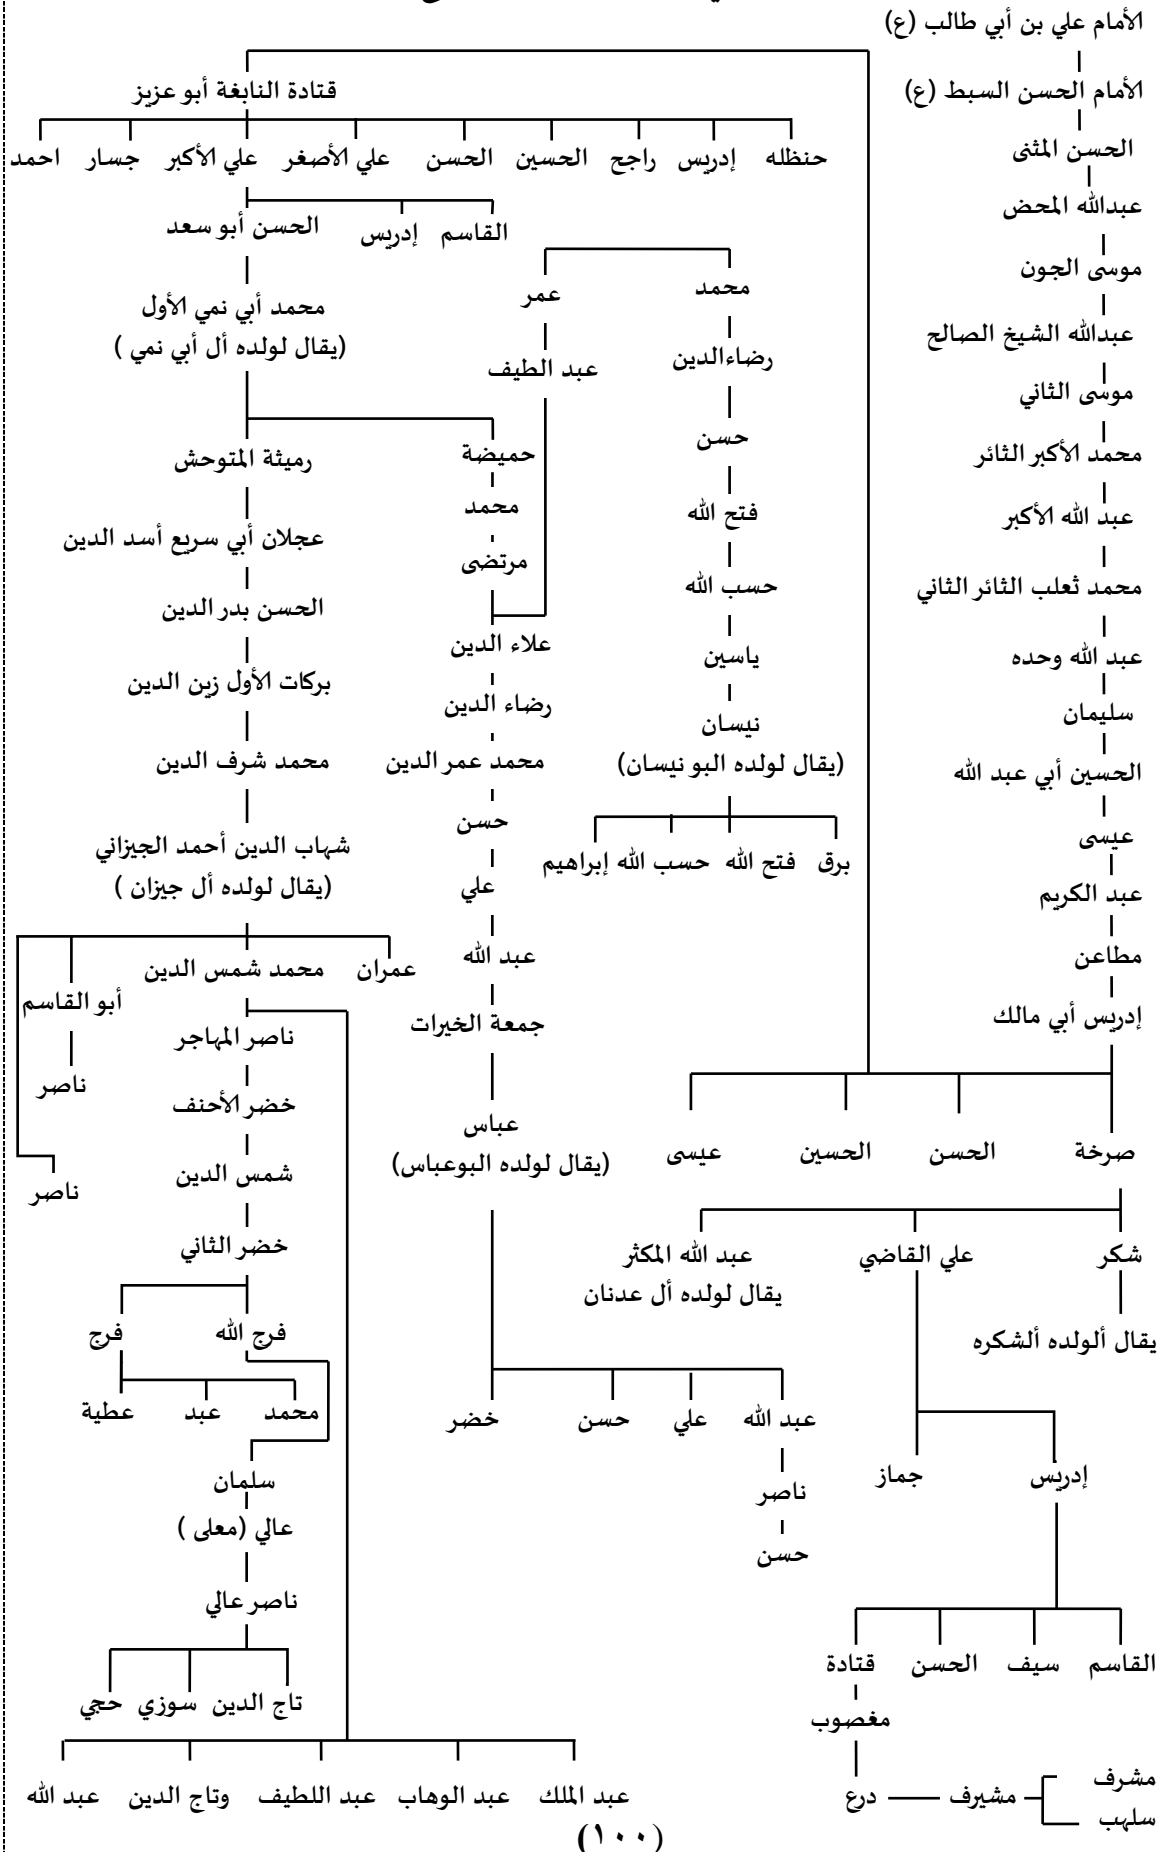 الأمام علي بن أبي طالب (ع)
الأمام الحسن السبط (ع)
الحسن المثنى
عبدالله المحض
موسى الجون
عبدالله الشيخ الصالح
موسى الثاني
محمد الأكبر الثائر
عبد الله الأكبر
محمد ثعلب الثائر الثاني
عبد الله وحده
سليمان
الحسين أبي عبد الله
عيسى
عبد الكريم
مطاعن
إدريس أبي مالك
صرخة الحسن الحسين عيسى
شكر علي القاضي عبد الله المكثر
يقال لولده أل عدنان
يقال ألولده ألشكره
إدريس جماز
القاسم سيف الحسن قتادة
مغصوب
درع مشيرف مشرف
سلهب
قتادة النابغة أبو عزيز
حنظله إدريس راجح الحسين الحسن علي الأصغر علي الأكبر جسار احمد
القاسم إدريس الحسن أبو سعد
محمد أبي نمي الأول
(يقال لولده أل أبي نمي )
حميضة رميثة المتوحش
محمد
مرتضى
محمد عمر
رضاءالدين عبد الطيف
حسن
فتح الله
حسب الله
ياسين
نيسان
(يقال لولده البو نيسان)
برق فتح الله حسب الله إبراهيم
علاء الدين
رضاء الدين
محمد عمر الدين
حسن
علي
عبد الله
جمعة الخيرات
عباس
(يقال لولده البوعباس)
عبد الله علي حسن خضر
ناصر
حسن
عجلان أبي سريع أسد الدين
الحسن بدر الدين
بركات الأول زين الدين
محمد شرف الدين
شهاب الدين أحمد الجيزاني
(يقال لولده أل جيزان )
عمران محمد شمس الدين أبو القاسم
ناصر
ناصر
ناصر المهاجر
خضر الأحنف
شمس الدين
خضر الثاني
فرج الله فرج
محمد عبد عطية
سلمان
عالي (معلى )
ناصر عالي
تاج الدين سوزي حجي
عبد الملك عبد الوهاب عبد اللطيف وتاج الدين عبد الله
(١٠٠)